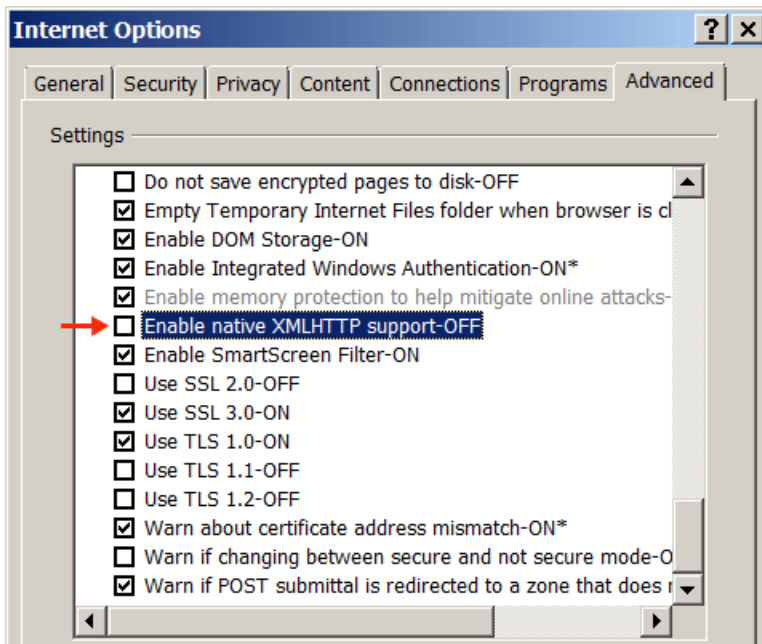 Internet Options
General Security Privacy Content Connections Programs Advanced
Settings
Do not save encrypted pages to disk-OFF
Empty Temporary Internet Files folder when browser is cl
Enable DOM Storage-ON
Enable Integrated Windows Authentication-ON*
Enable memory protection to help mitigate online attacks-
Enable native XMLHTTP support-OFF
Enable SmartScreen Filter-ON
Use SSL 2.0-OFF
Use SSL 3.0-ON
Use TLS 1.0-ON
Use TLS 1.1-OFF
Use TLS 1.2-OFF
Warn about certificate address mismatch-ON*
Warn if changing between secure and not secure mode-O
Warn if POST submittal is redirected to a zone that does